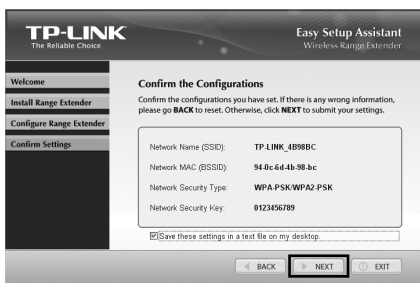 TP-LINK
The Reliable Choice
Easy Setup Assistant
Wireless Range Extender
Welcome
Install Range Extender
Configure Range Extender
Confirm Settings
Confirm the Configurations
Confirm the configurations you have set. If there is any wrong information,
please go BACK to reset. Otherwise, click NEXT to submit your settings.
Network Name (SSID): TP-LINK_4B98BC
Network MAC (BSSID): 94-0c-6d-4b-98-bc
Network Security Type: WPA-PSK/WPA2-PSK
Network Security Key: 0123456789
Save these settings in a text file on my desktop.
BACK NEXT EXIT